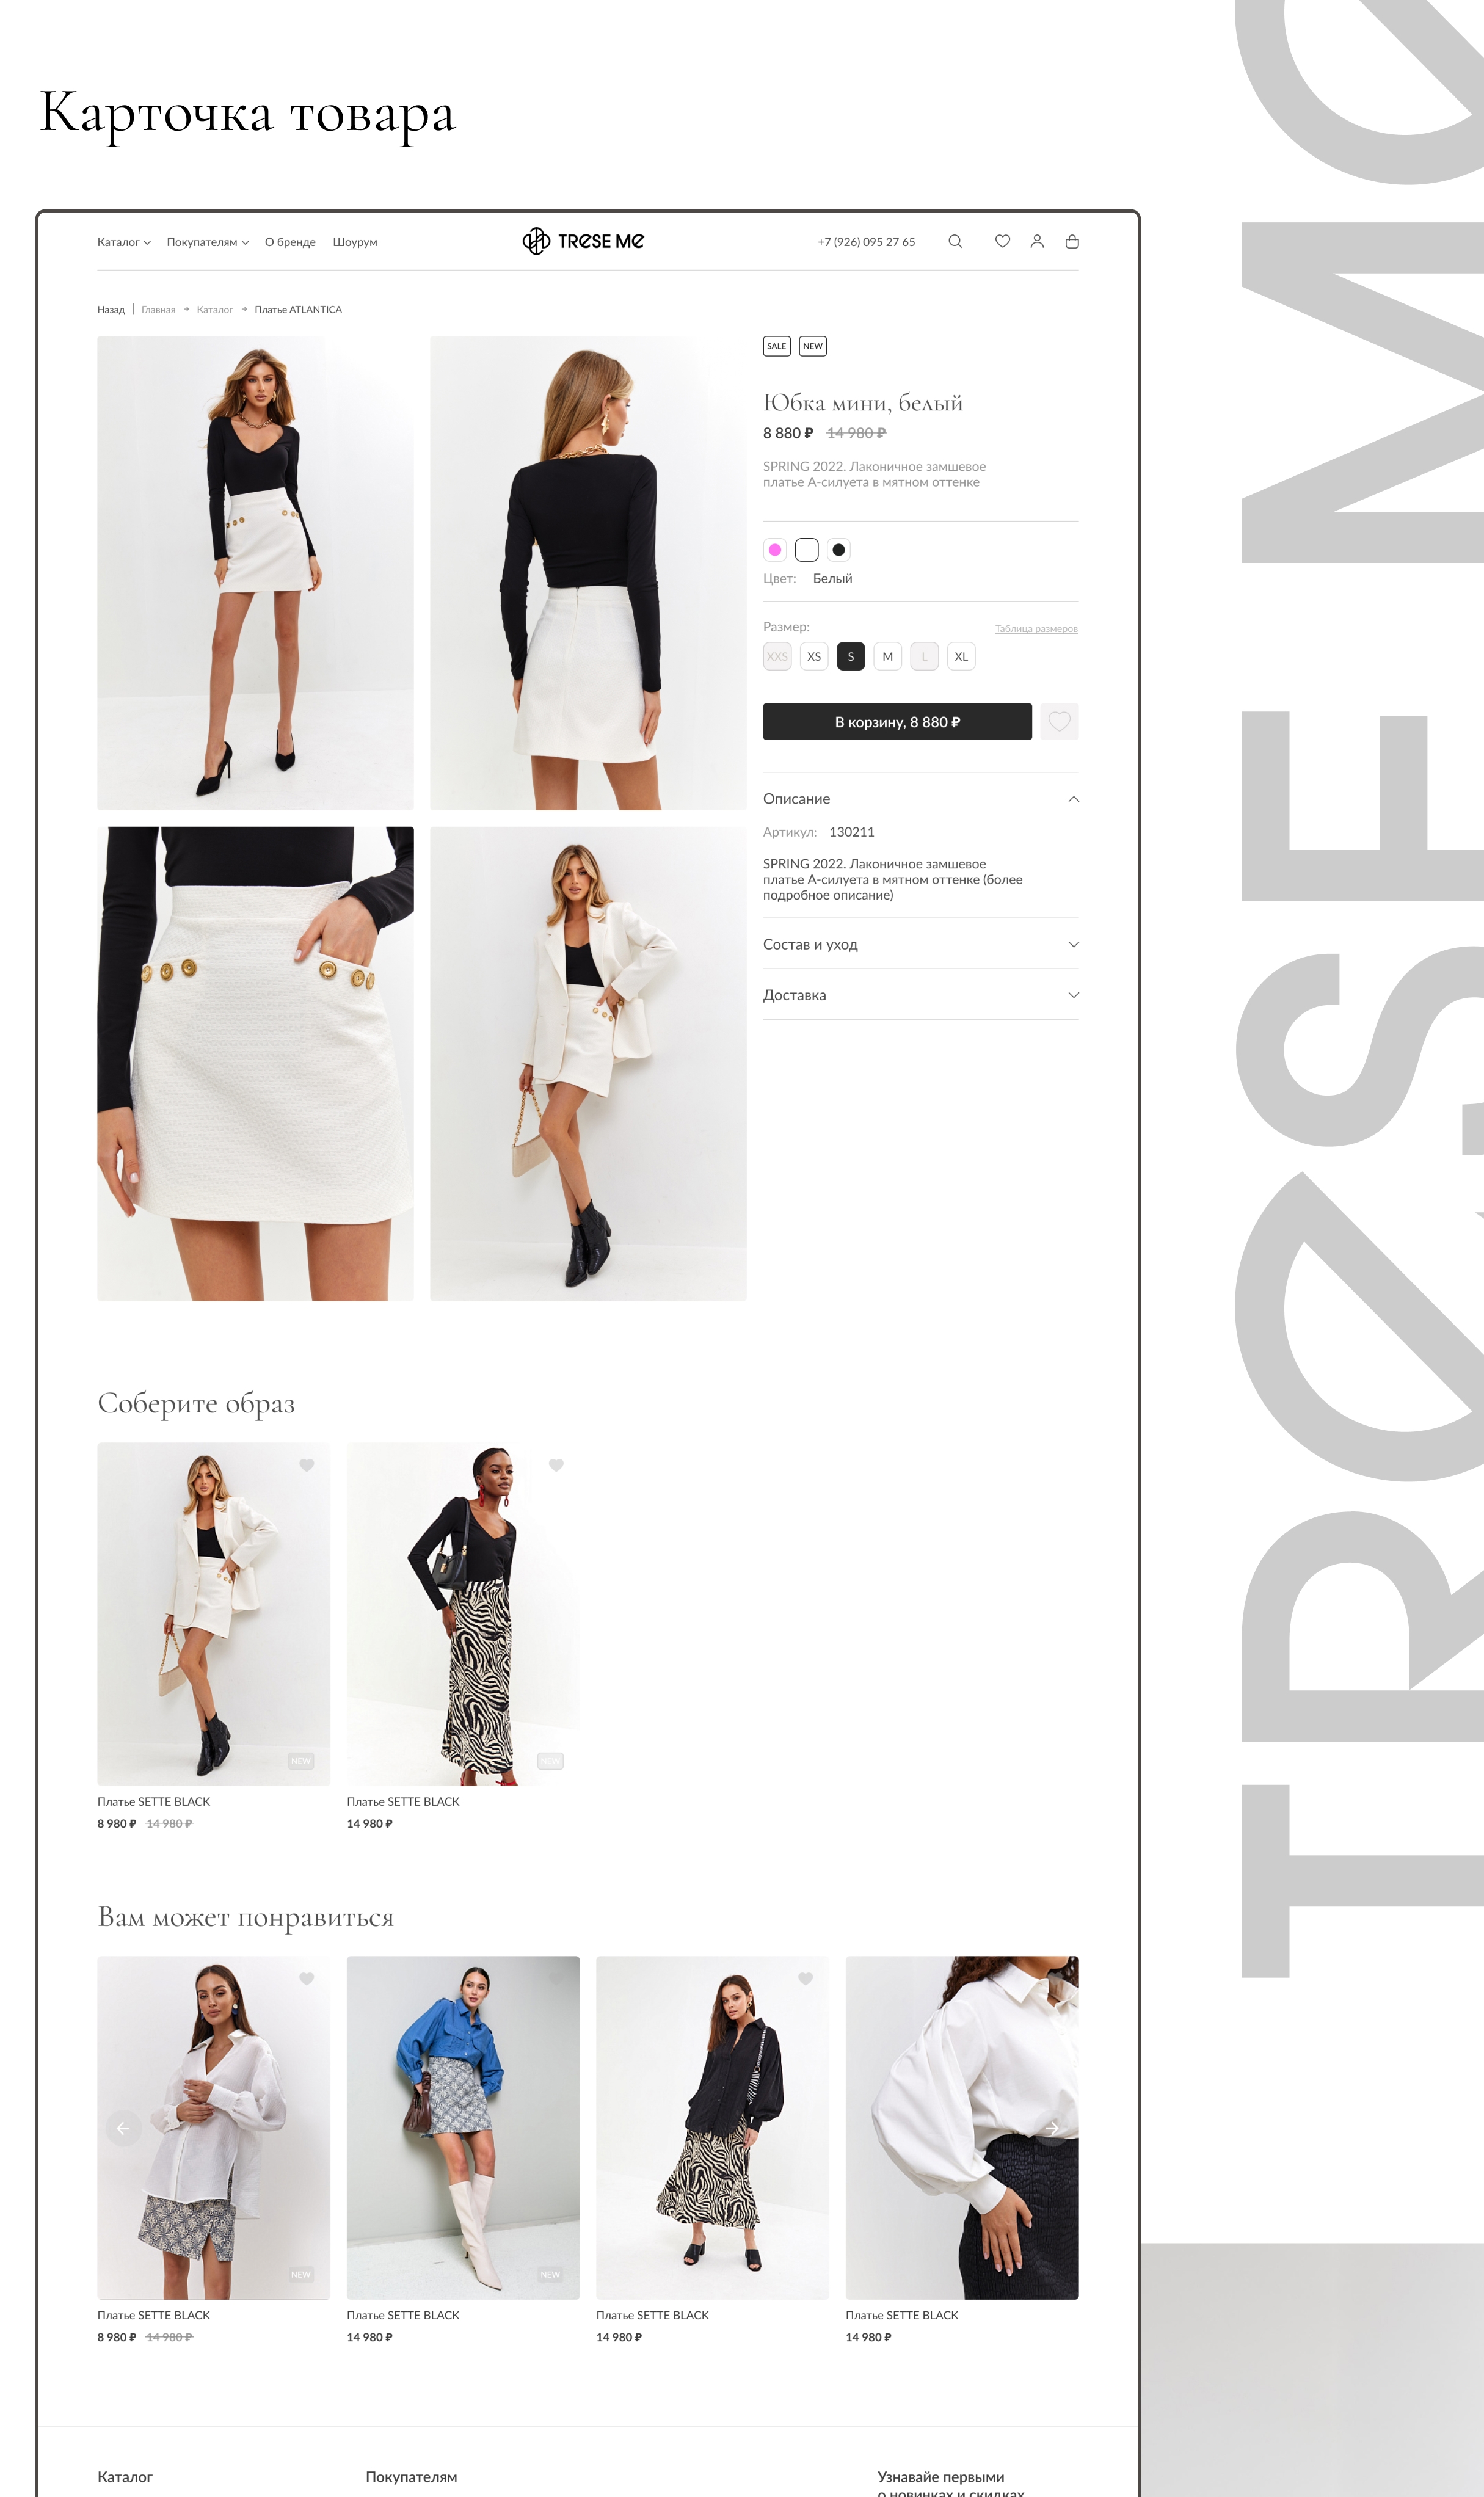 Карточка товара
Каталог Покупателям О бренде Шоурум
TRESE ME
+7 (926) 095 27 65
Назад | Главная → Каталог → Платье ATLANTICA
SALE NEW
Юбка мини, белый
8 880 ₽ 14 980 ₽
SPRING 2022. Лаконичное замшевое
платье А-силуета в мятном оттенке
Цвет: Белый
Размер: Таблица размеров
XXS XS S M L XL
В корзину, 8 880 ₽
Описание
Артикул: 130211
SPRING 2022. Лаконичное замшевое
платье А-силуета в мятном оттенке (более
подробное описание)
Состав и уход
Доставка
Соберите образ
NEW NEW
Платье SETTE BLACK Платье SETTE BLACK
8 980 ₽ 14 980 ₽ 14 980 ₽
Вам может понравиться
NEW NEW
Платье SETTE BLACK Платье SETTE BLACK Платье SETTE BLACK Платье SETTE BLACK
8 980 ₽ 14 980 ₽ 14 980 ₽ 14 980 ₽ 14 980 ₽
Каталог Покупателям Узнавайе первыми
о новинках и скидках
TRØSE MØ